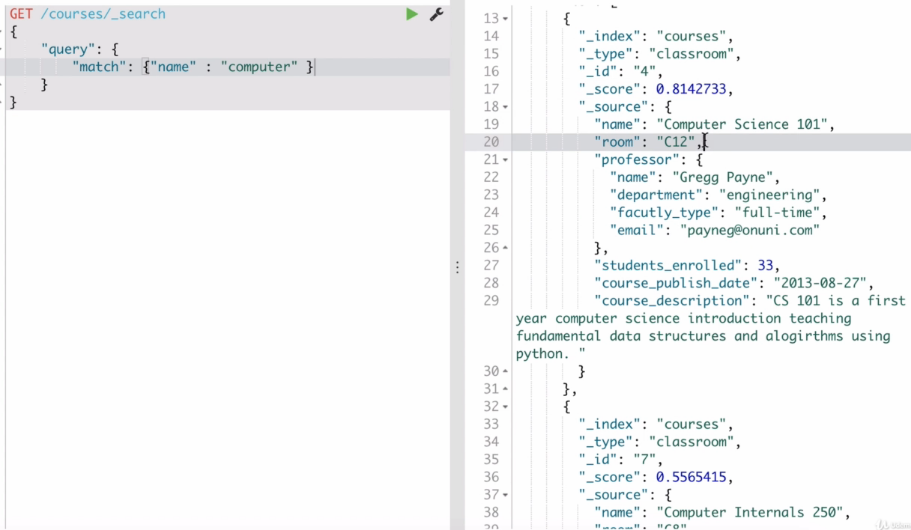 GET /courses/_search
{
"query": {
"match": {"name" : "computer" }
}
}
13 {
14 "_index": "courses",
15 "_type": "classroom",
16 "_id": "4",
17 "_score": 0.8142733,
18 "_source": {
19 "name": "Computer Science 101",
20 "room": "C12",
21 "professor": {
22 "name": "Gregg Payne",
23 "department": "engineering",
24 "facutly_type": "full-time",
25 "email": "payneg@onuni.com"
26 },
27 "students_enrolled": 33,
28 "course_publish_date": "2013-08-27",
29 "course_description": "CS 101 is a first
year computer science introduction teaching
fundamental data structures and alogirthms using
python. "
30 }
31 },
32 {
33 "_index": "courses",
34 "_type": "classroom",
35 "_id": "7",
36 "_score": 0.5565415,
37 "_source": {
38 "name": "Computer Internals 250",
"room": "C8"